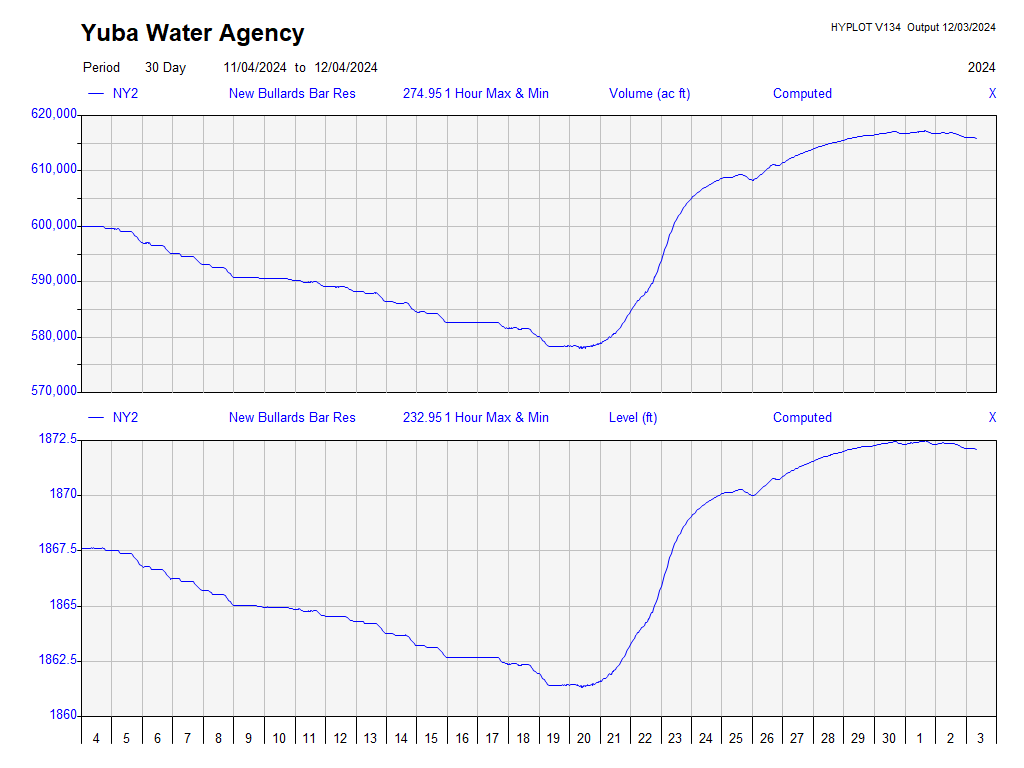 Yuba Water Agency
HYPLOT V134 Output 12/03/2024
Period 30 Day 11/04/2024 to 12/04/2024 2024
NY2 New Bullards Bar Res 274.95 1 Hour Max & Min Volume (ac ft) Computed X
620,000
610,000
600,000
590,000
580,000
570,000
NY2 New Bullards Bar Res 232.95 1 Hour Max & Min Level (ft) Computed X
1872.5
1870
1867.5
1865
1862.5
1860
4 5 6 7 8 9 10 11 12 13 14 15 16 17 18 19 20 21 22 23 24 25 26 27 28 29 30 1 2 3